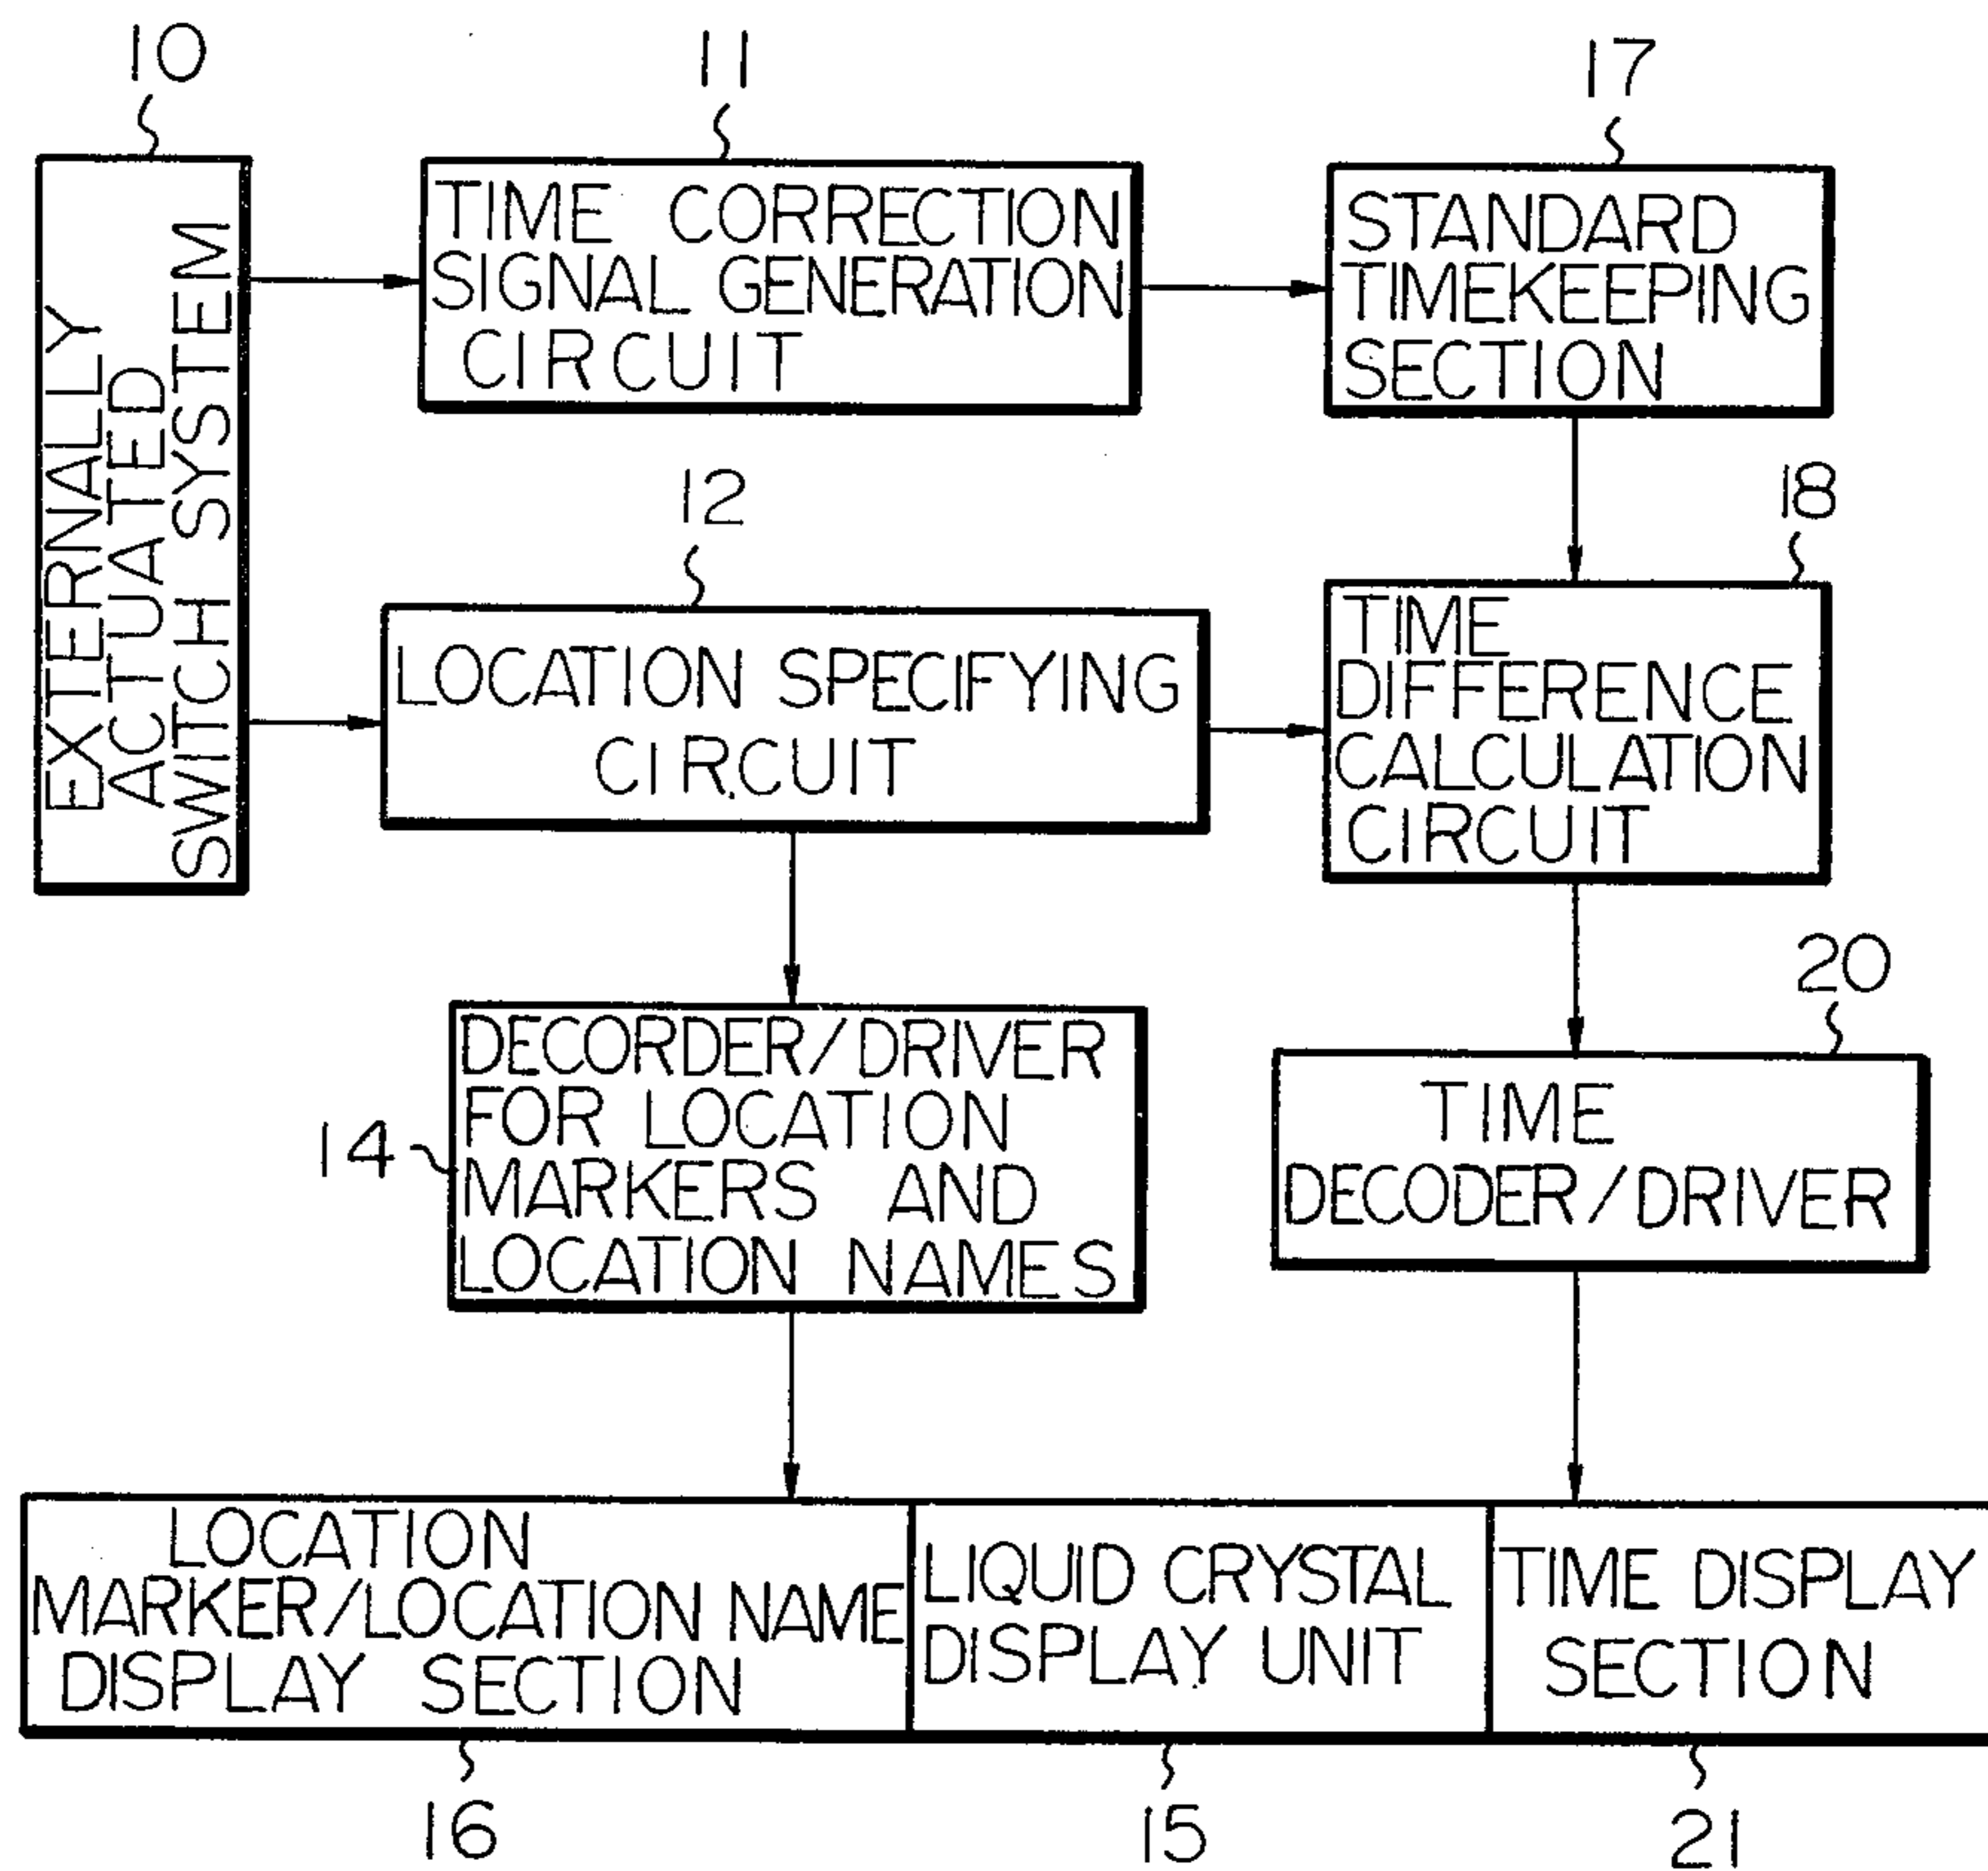 10
EXTERNALLY
ACTUATED
SWITCH SYSTEM
11
TIME CORRECTION
SIGNAL GENERATION
CIRCUIT
17
STANDARD
TIMEKEEPING
SECTION
12
LOCATION SPECIFYING
CIRCUIT
18
TIME
DIFFERENCE
CALCULATION
CIRCUIT
14
DECORDER/DRIVER
FOR LOCATION
MARKERS AND
LOCATION NAMES
20
TIME
DECODER/DRIVER
LOCATION
MARKER/LOCATION NAME
DISPLAY SECTION
16
LIQUID CRYSTAL
DISPLAY UNIT
15
TIME DISPLAY
SECTION
21